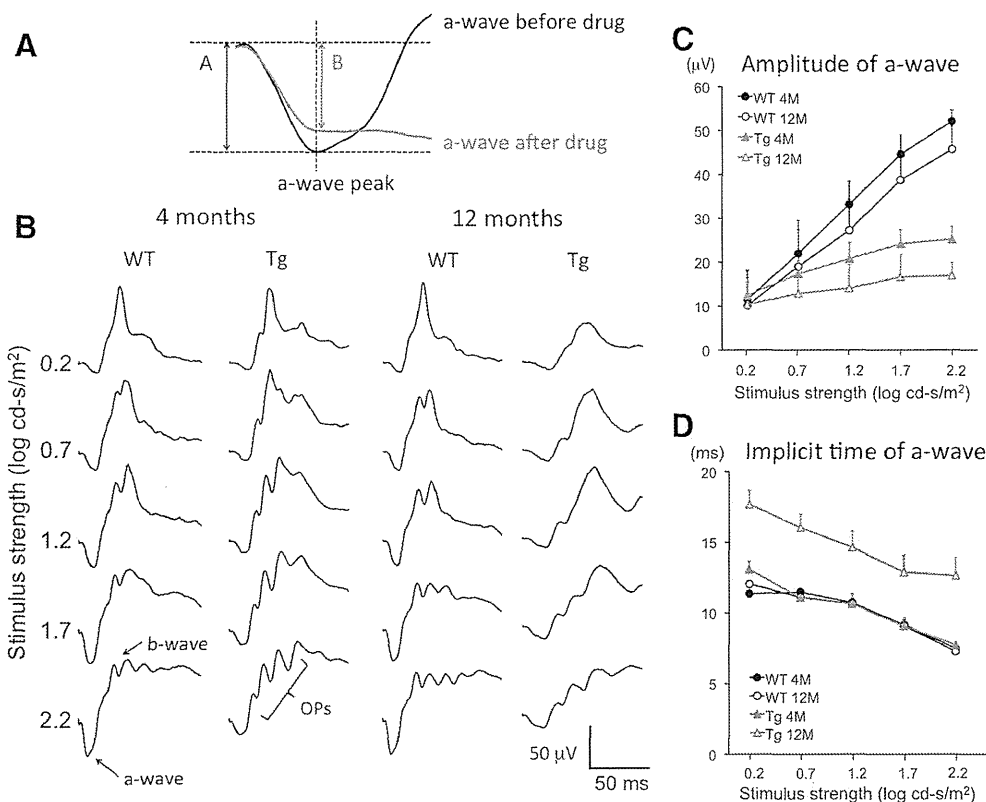 A
A
B
a-wave before drug
a-wave after drug
a-wave peak
B
4 months
12 months
WT
Tg
WT
Tg
Stimulus strength (log cd-s/m²)
0.2
0.7
1.2
1.7
2.2
b-wave
OPs
a-wave
50 µV
50 ms
C
(µV)
Amplitude of a-wave
WT 4M
WT 12M
Tg 4M
Tg 12M
60
50
40
30
20
10
0
0.2 0.7 1.2 1.7 2.2
Stimulus strength (log cd-s/m²)
D
(ms)
Implicit time of a-wave
20
15
10
5
0
WT 4M
WT 12M
Tg 4M
Tg 12M
0.2 0.7 1.2 1.7 2.2
Stimulus strength (log cd-s/m²)